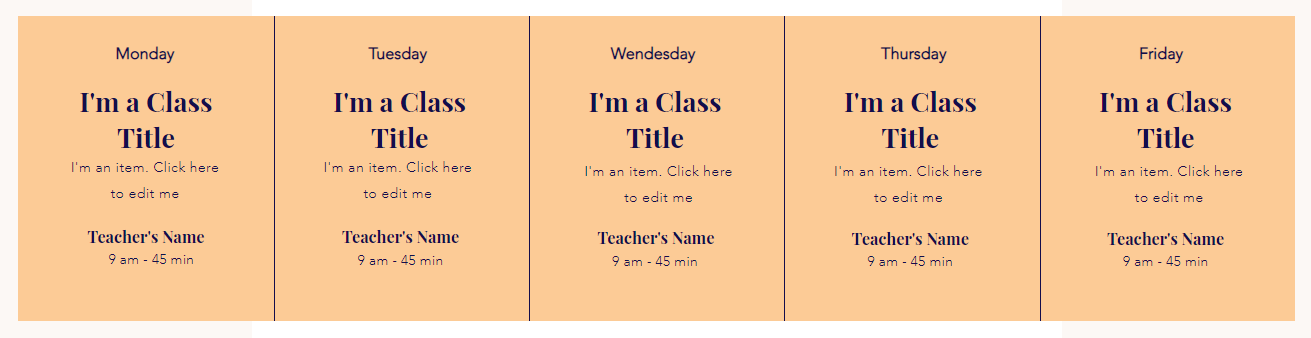 Monday
I'm a Class
Title
I'm an item. Click here
to edit me
Teacher's Name
9 am - 45 min
Tuesday
I'm a Class
Title
I'm an item. Click here
to edit me
Teacher's Name
9 am - 45 min
Wendesday
I'm a Class
Title
I'm an item. Click here
to edit me
Teacher's Name
9 am - 45 min
Thursday
I'm a Class
Title
I'm an item. Click here
to edit me
Teacher's Name
9 am - 45 min
Friday
I'm a Class
Title
I'm an item. Click here
to edit me
Teacher's Name
9 am - 45 min